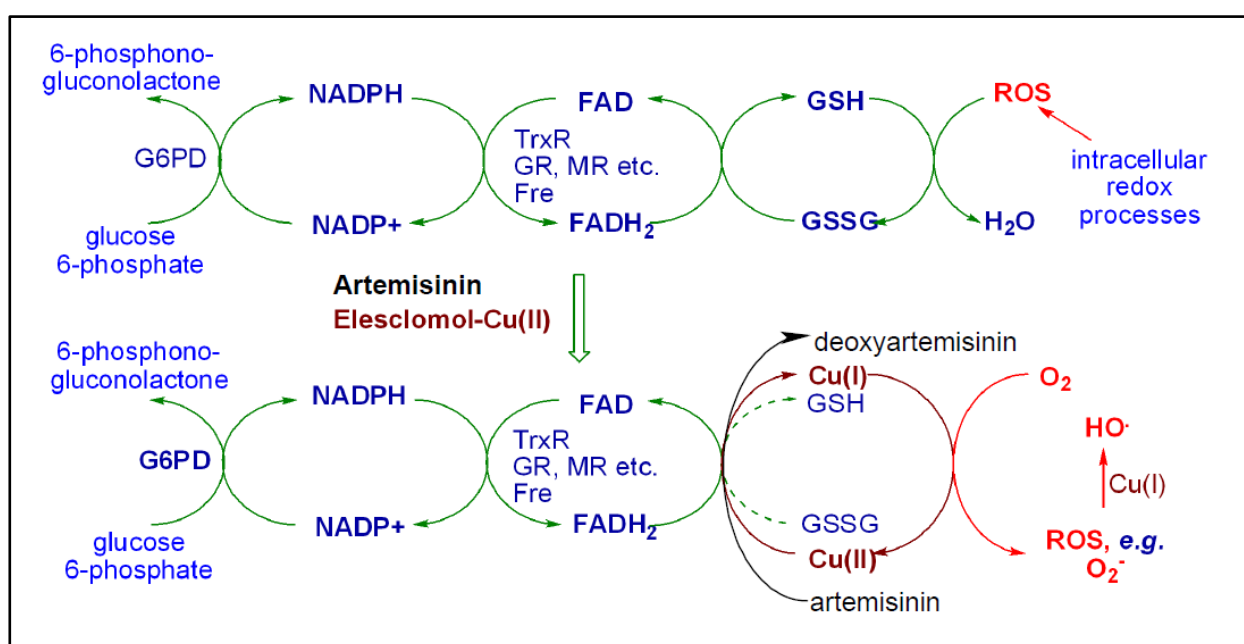 6-phosphono-
gluconolactone
NADPH
FAD
GSH
ROS
G6PD
TrxR
GR, MR etc.
Fre
intracellular
redox
processes
NADP+
FADH2
GSSG
H2O
glucose
6-phosphate
Artemisinin
Elesclomol-Cu(II)
6-phosphono-
gluconolactone
deoxyartemisinin
NADPH
FAD
Cu(I)
GSH
O2
HO·
G6PD
TrxR
GR, MR etc.
Fre
Cu(I)
NADP+
FADH2
GSSG
Cu(II)
ROS, e.g.
O2-
glucose
6-phosphate
artemisinin